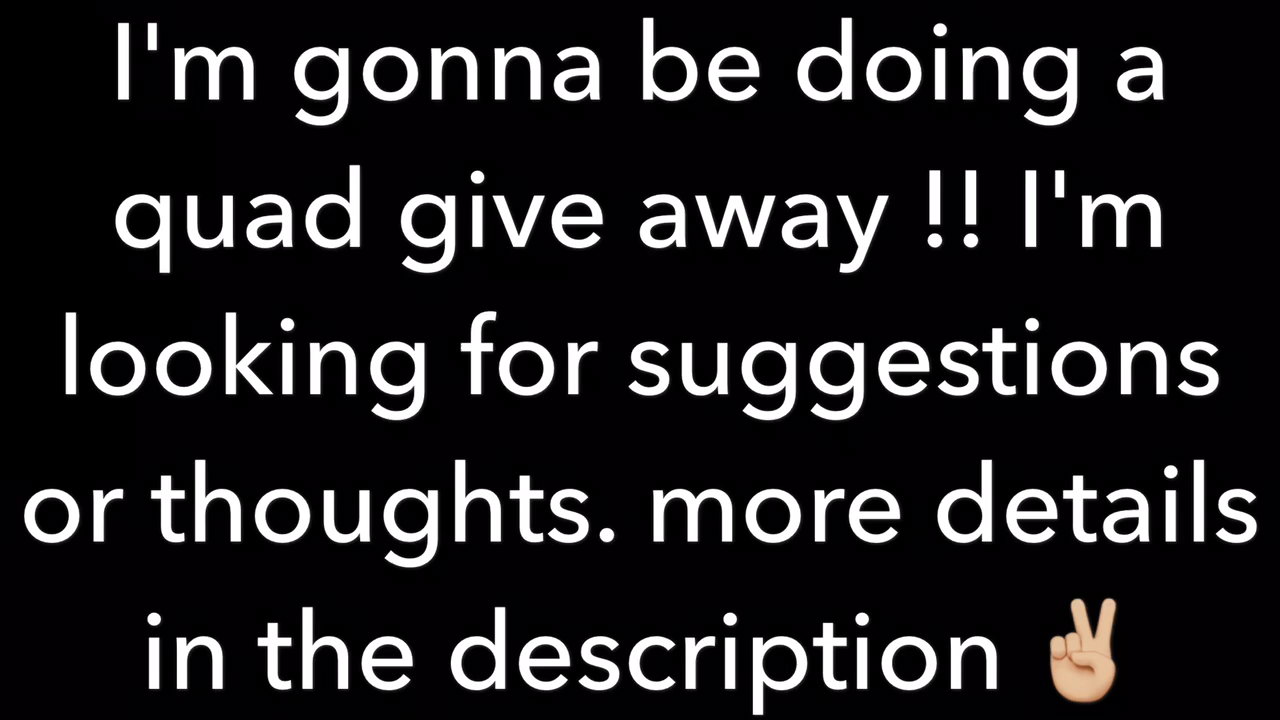 I'm gonna be doing a
quad give away !! I'm
looking for suggestions
or thoughts. more details
in the description ✌🏼